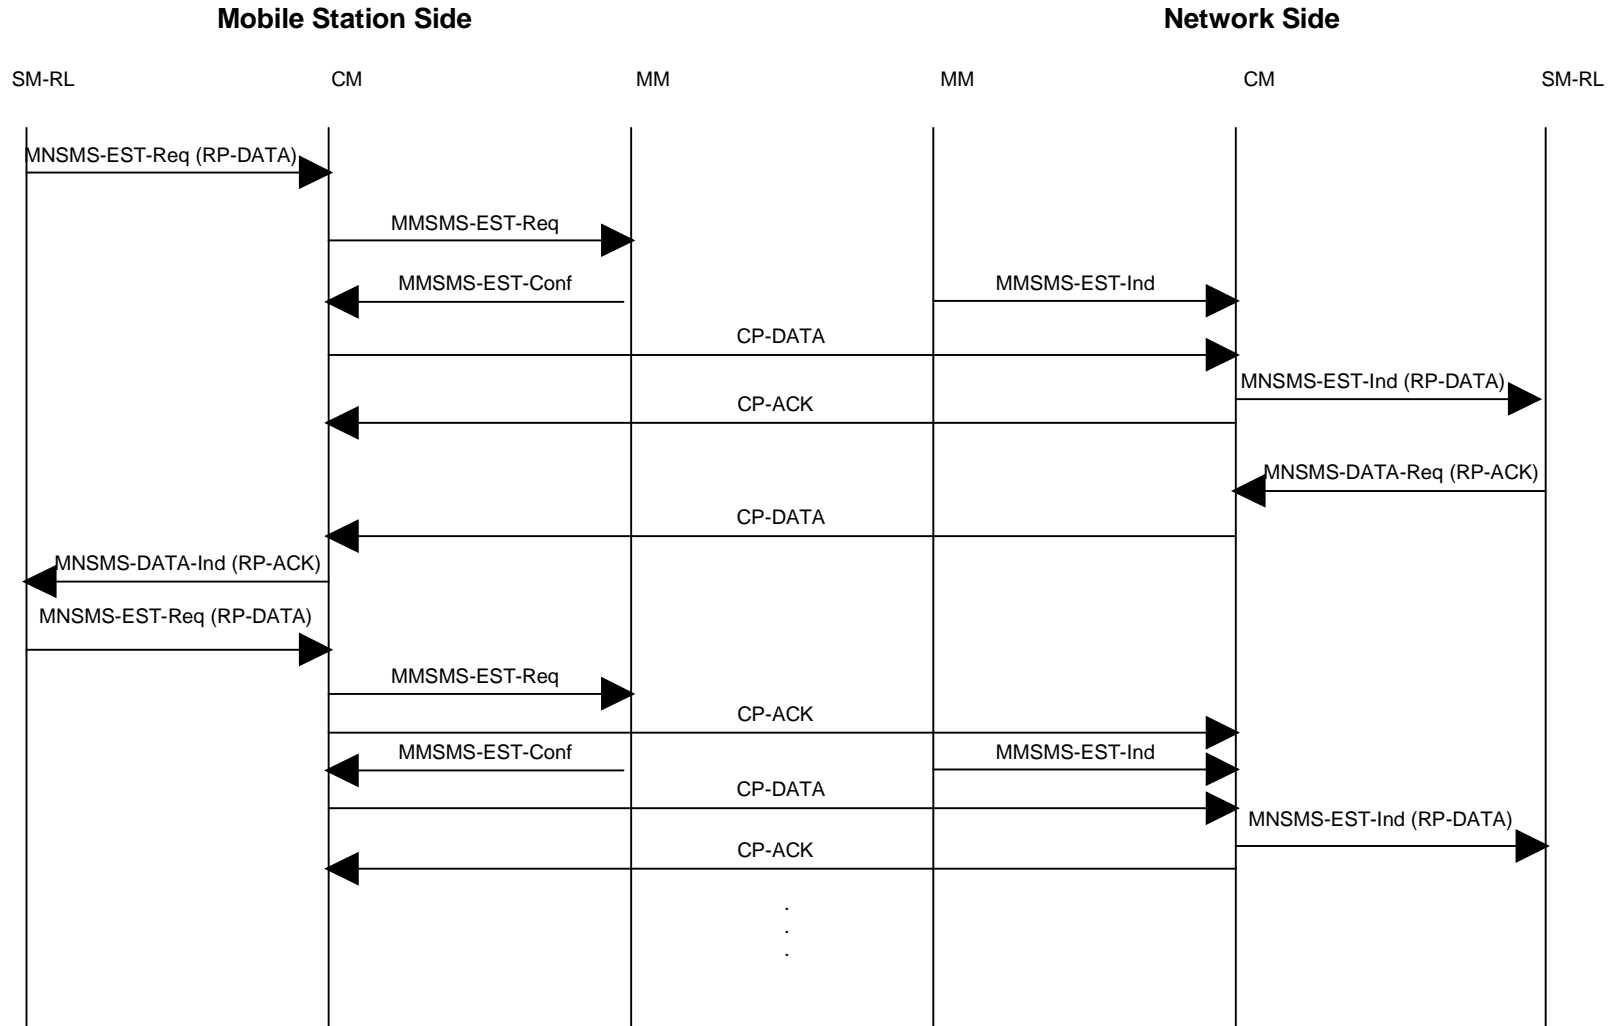 Mobile Station Side
Network Side
SM-RL
CM
MM
MM
CM
SM-RL
MNSMS-EST-Req (RP-DATA)
MMSMS-EST-Req
MMSMS-EST-Conf
MMSMS-EST-Ind
CP-DATA
MNSMS-EST-Ind (RP-DATA)
CP-ACK
MNSMS-DATA-Req (RP-ACK)
CP-DATA
MNSMS-DATA-Ind (RP-ACK)
MNSMS-EST-Req (RP-DATA)
MMSMS-EST-Req
CP-ACK
MMSMS-EST-Conf
MMSMS-EST-Ind
CP-DATA
MNSMS-EST-Ind (RP-DATA)
CP-ACK
.
.
.